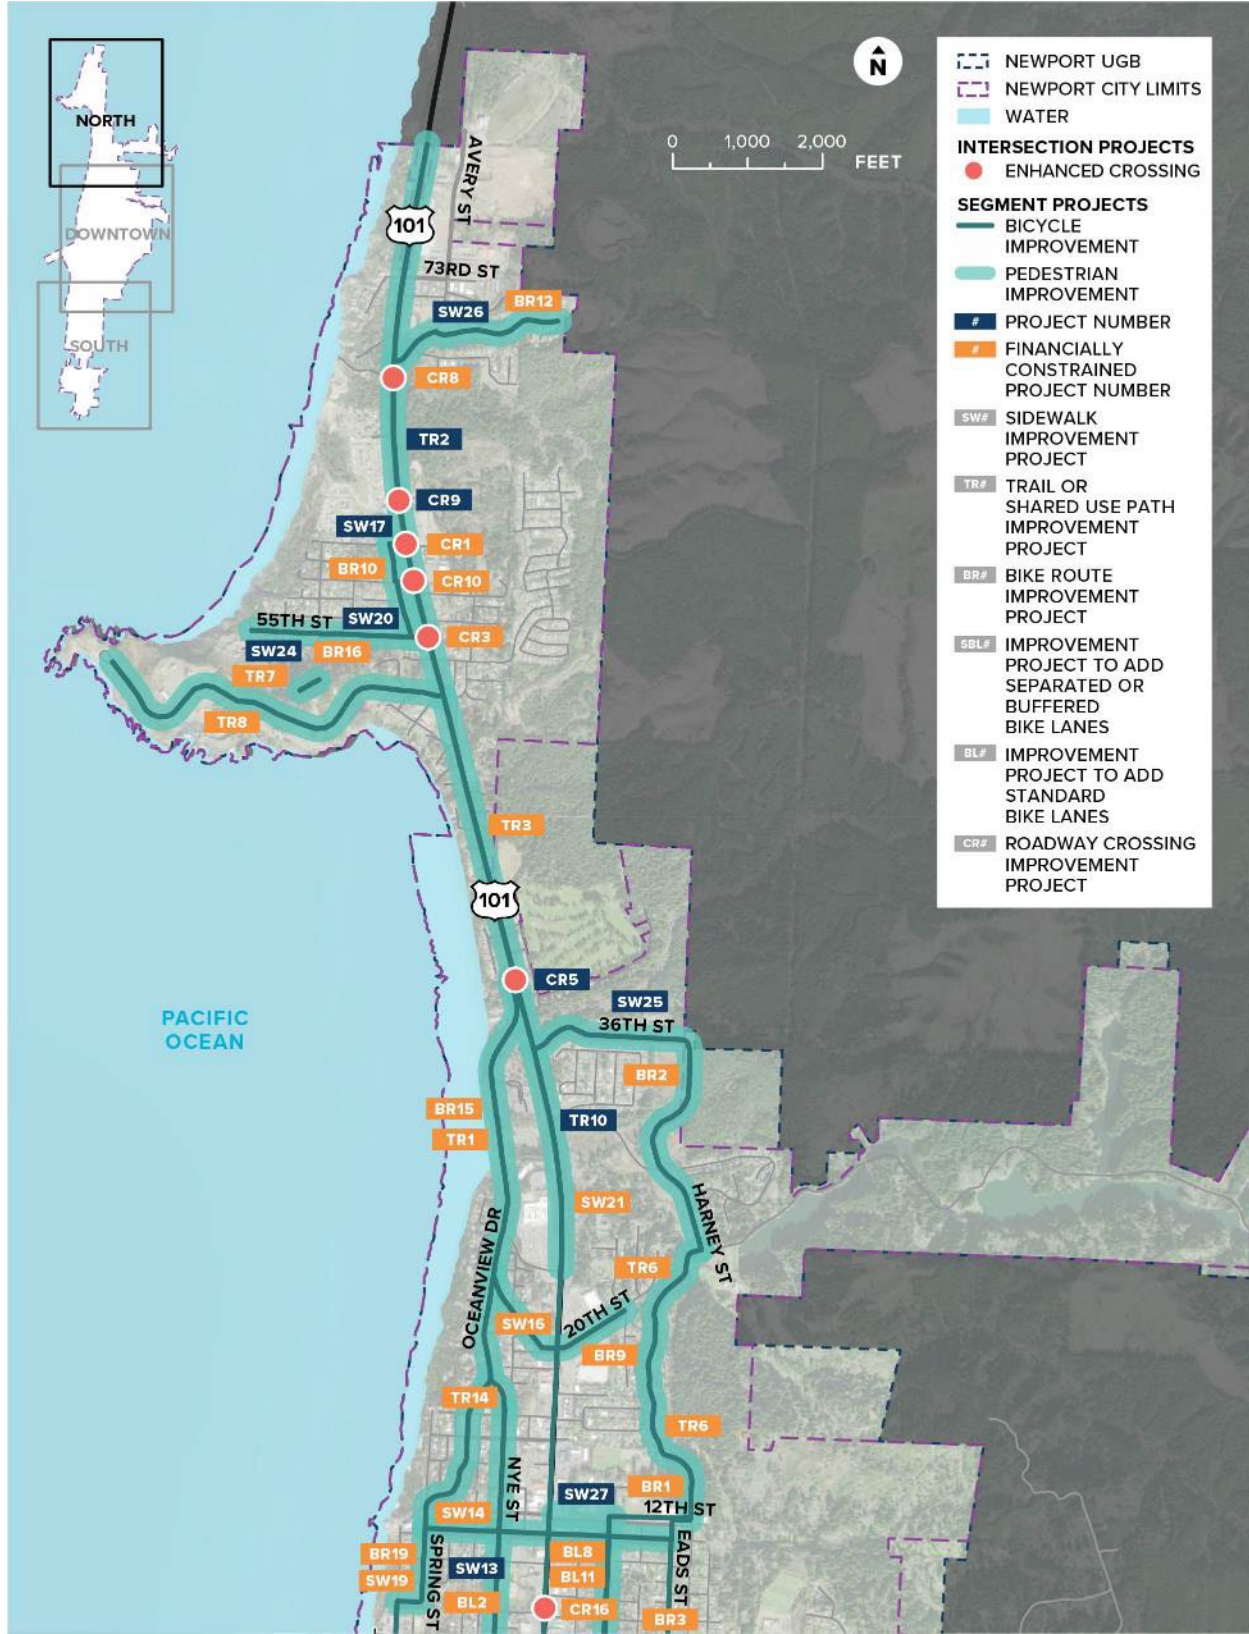 NORTH
DOWNTOWN
SOUTH
N
0 1,000 2,000
FEET
NEWPORT UGB
NEWPORT CITY LIMITS
WATER
INTERSECTION PROJECTS
ENHANCED CROSSING
SEGMENT PROJECTS
BICYCLE
IMPROVEMENT
PEDESTRIAN
IMPROVEMENT
# PROJECT NUMBER
# FINANCIALLY
CONSTRAINED
PROJECT NUMBER
SW# SIDEWALK
IMPROVEMENT
PROJECT
TR# TRAIL OR
SHARED USE PATH
IMPROVEMENT
PROJECT
BR# BIKE ROUTE
IMPROVEMENT
PROJECT
SBL# IMPROVEMENT
PROJECT TO ADD
SEPARATED OR
BUFFERED
BIKE LANES
BL# IMPROVEMENT
PROJECT TO ADD
STANDARD
BIKE LANES
CR# ROADWAY CROSSING
IMPROVEMENT
PROJECT
AVERY ST
101
73RD ST
BR12
SW26
CR8
TR2
CR9
SW17
CR1
BR10
CR10
55TH ST
SW20
CR3
SW24
BR16
TR7
TR8
TR3
101
CR5
SW25
36TH ST
PACIFIC
OCEAN
BR2
BR15
TR10
TR1
HARNEY ST
SW21
OCEANVIEW DR
TR6
20TH ST
SW16
BR9
TR14
TR6
NYE ST
BR1
SW27
12TH ST
SW14
SPRING ST
EADS ST
BR19
BL8
SW13
BL11
SW19
BL2
CR16
BR3